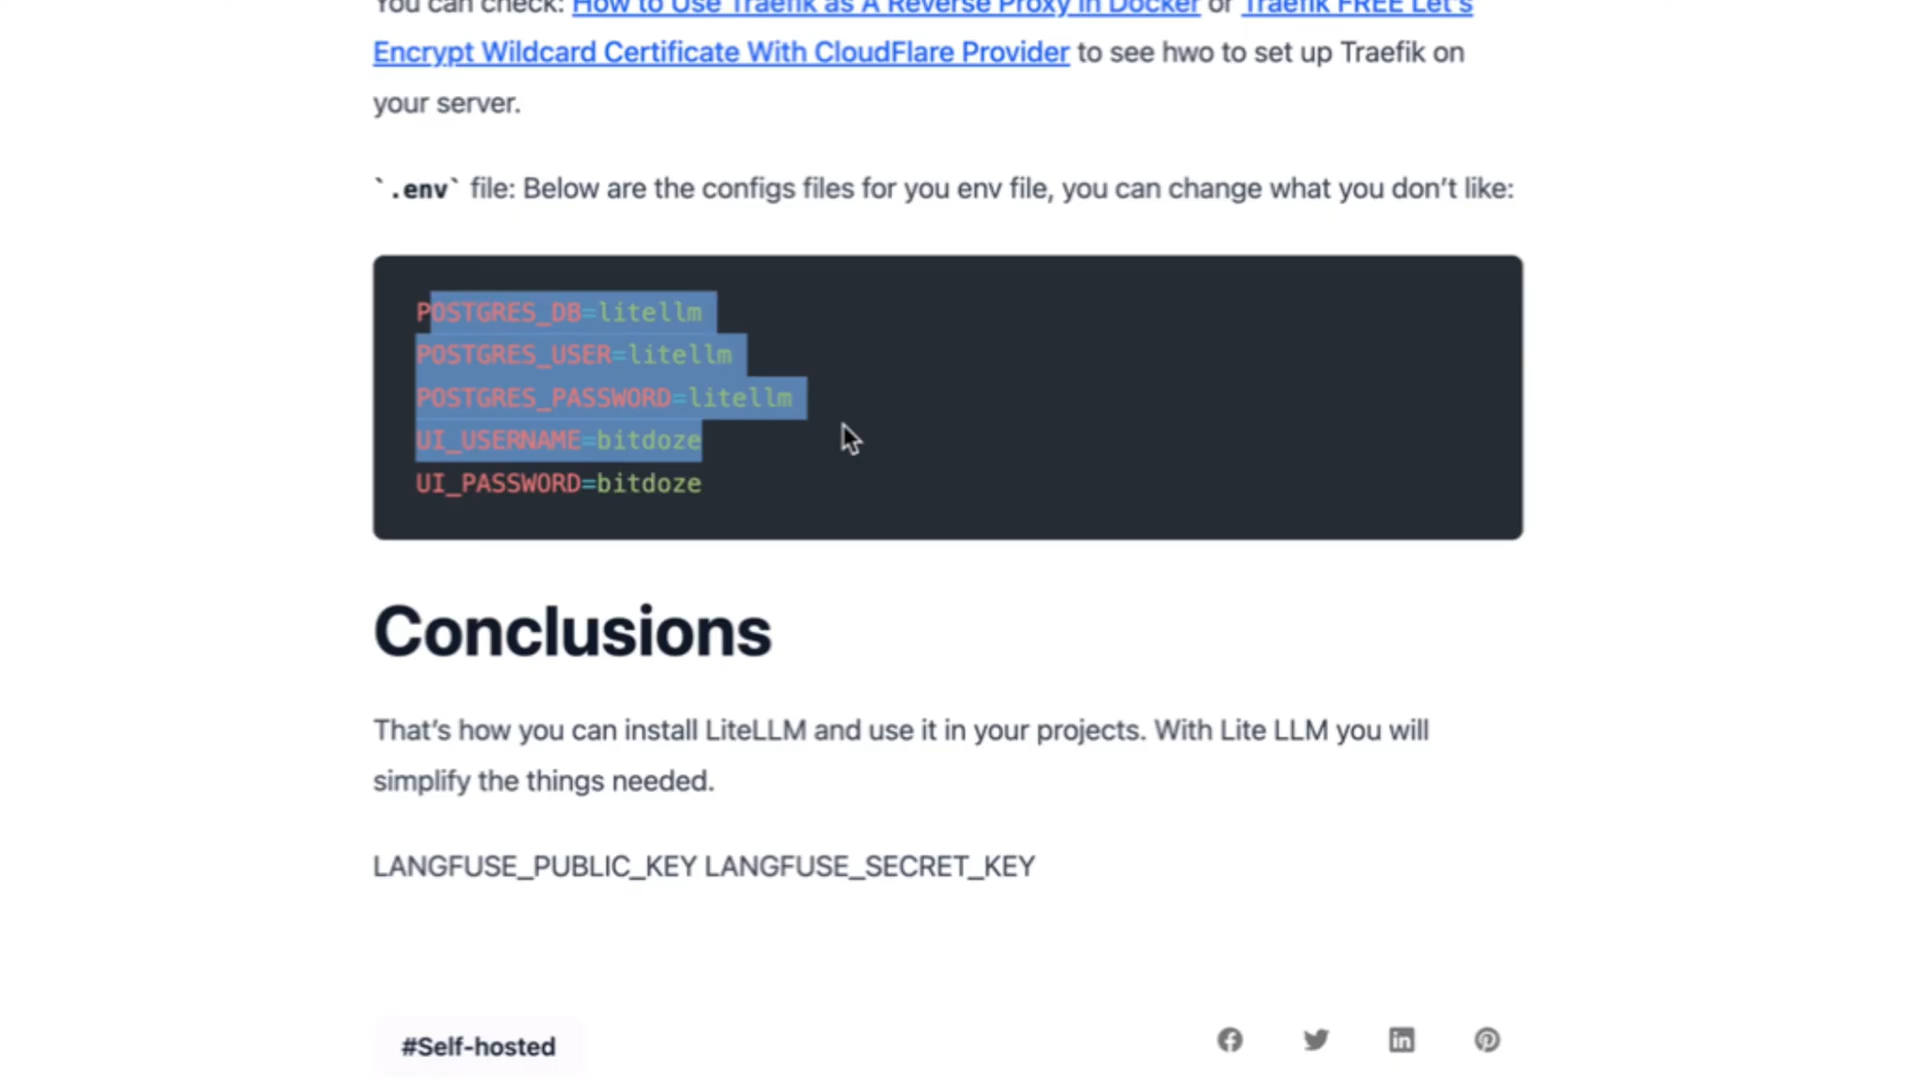 You can check: How to Use Traefik as A Reverse Proxy in Docker or Traefik FREE Let's
Encrypt Wildcard Certificate With CloudFlare Provider to see hwo to set up Traefik on
your server.
`.env` file: Below are the configs files for you env file, you can change what you don’t like:
POSTGRES_DB=litellm
POSTGRES_USER=litellm
POSTGRES_PASSWORD=litellm
UI_USERNAME=bitdoze
UI_PASSWORD=bitdoze
Conclusions
That’s how you can install LiteLLM and use it in your projects. With Lite LLM you will
simplify the things needed.
LANGFUSE_PUBLIC_KEY LANGFUSE_SECRET_KEY
#Self-hosted